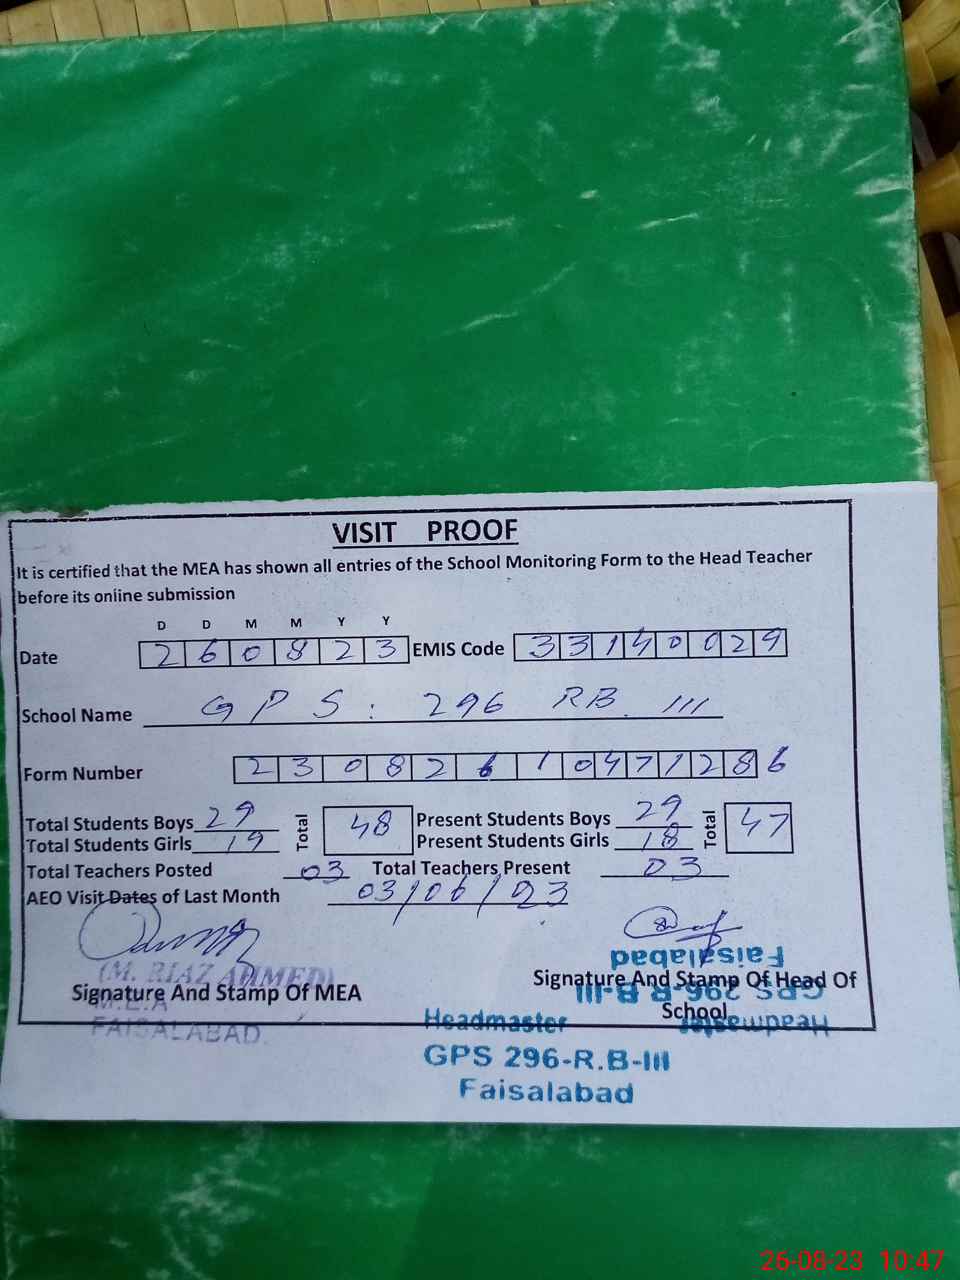 VISIT PROOF
It is certified that the MEA has shown all entries of the School Monitoring Form to the Head Teacher
before its online submission
D D M M Y Y
Date 2 6 0 8 2 3 EMIS Code 3 3 1 4 0 0 2 9
School Name GPS: 296 RB III
Form Number 2 3 0 8 2 6 1 0 4 7 1 2 8 6
Total Students Boys 29 Total 48 Present Students Boys 29 Total 47
Total Students Girls 19 Present Students Girls 18
Total Teachers Posted 03 Total Teachers Present 03
AEO Visit Dates of Last Month 03/06/23
(M. RIAZ AHMED)
Signature And Stamp Of MEA
M.E.A
FAISALABAD.
Signature And Stamp Of Head Of
School
Headmaster
GPS 296-R.B-III
Faisalabad
Headmaster
GPS 296-R.B-III
Faisalabad
26-08-23 10:47